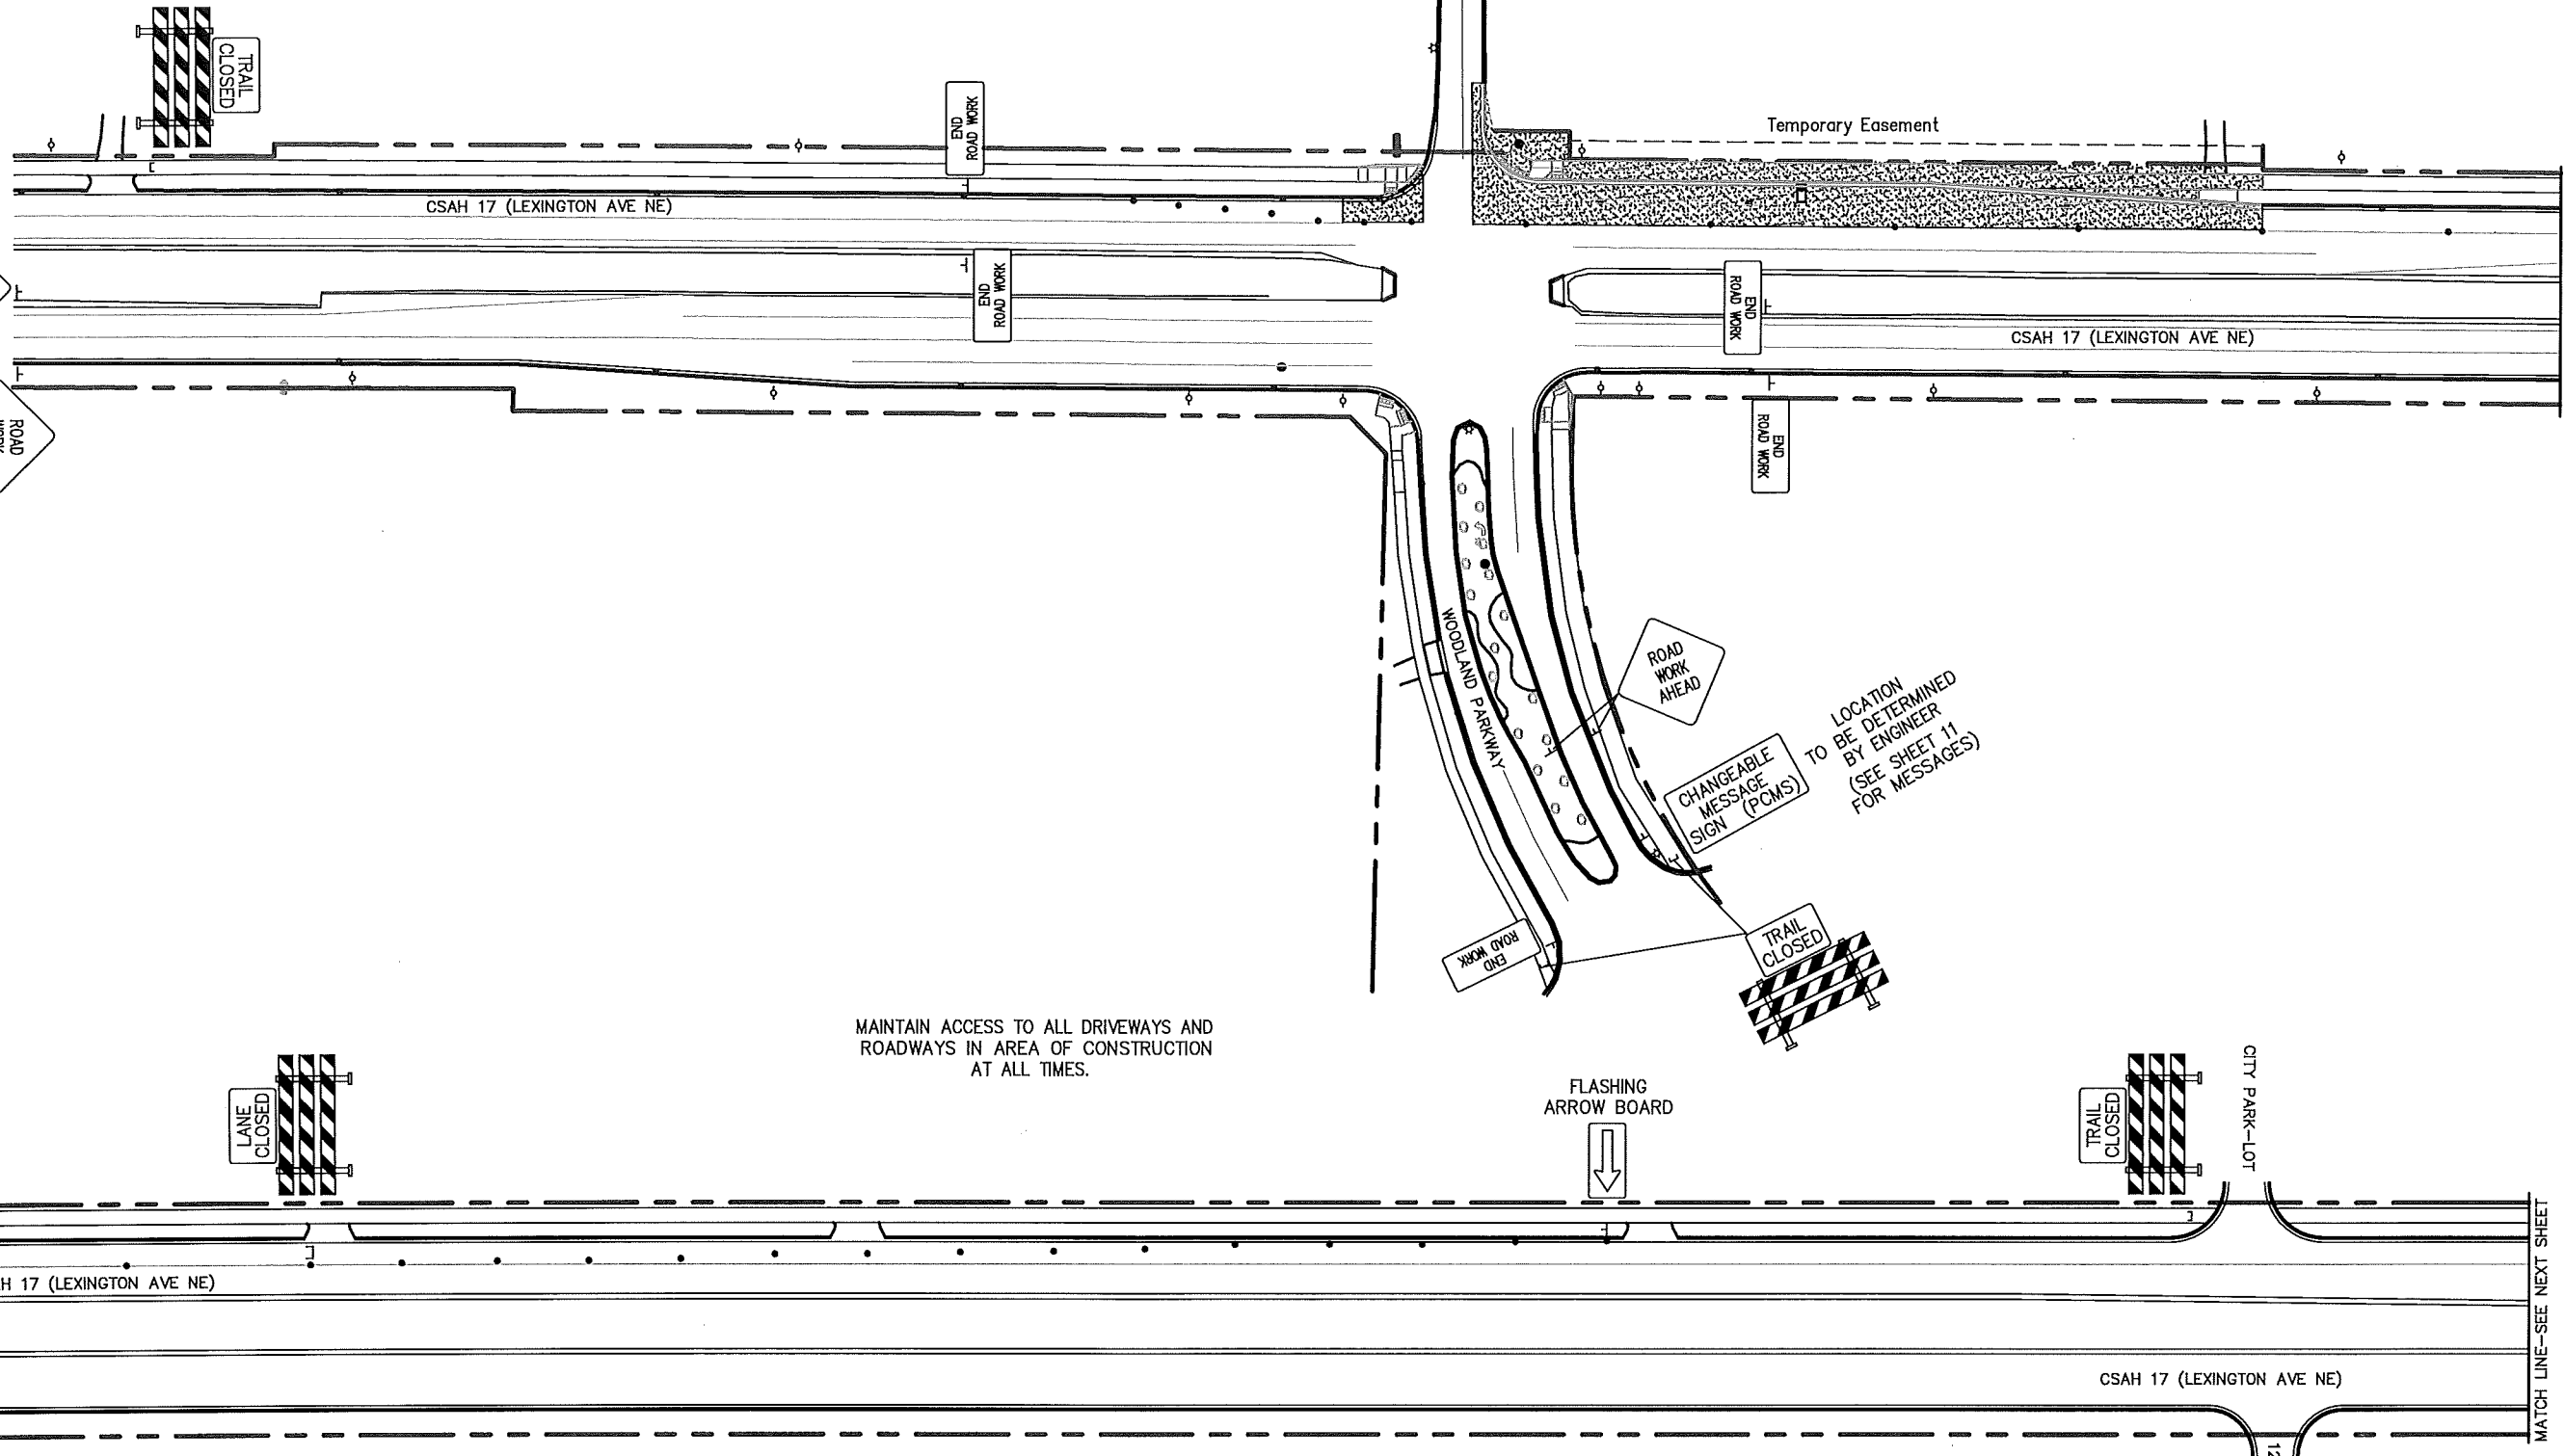 TRAIL
CLOSED
END
ROAD WORK
Temporary Easement
CSAH 17 (LEXINGTON AVE NE)
END
ROAD WORK
END
ROAD WORK
CSAH 17 (LEXINGTON AVE NE)
ROAD
WORK
END
ROAD WORK
WOODLAND PARKWAY
ROAD
WORK
AHEAD
CHANGEABLE
MESSAGE
SIGN (PCMS)
LOCATION
TO BE DETERMINED
BY ENGINEER
(SEE SHEET 11
FOR MESSAGES)
TRAIL
CLOSED
END
ROAD WORK
MAINTAIN ACCESS TO ALL DRIVEWAYS AND
ROADWAYS IN AREA OF CONSTRUCTION
AT ALL TIMES.
LANE
CLOSED
FLASHING
ARROW BOARD
TRAIL
CLOSED
CITY PARK-LOT
H 17 (LEXINGTON AVE NE)
CSAH 17 (LEXINGTON AVE NE)
MATCH LINE-SEE NEXT SHEET
12